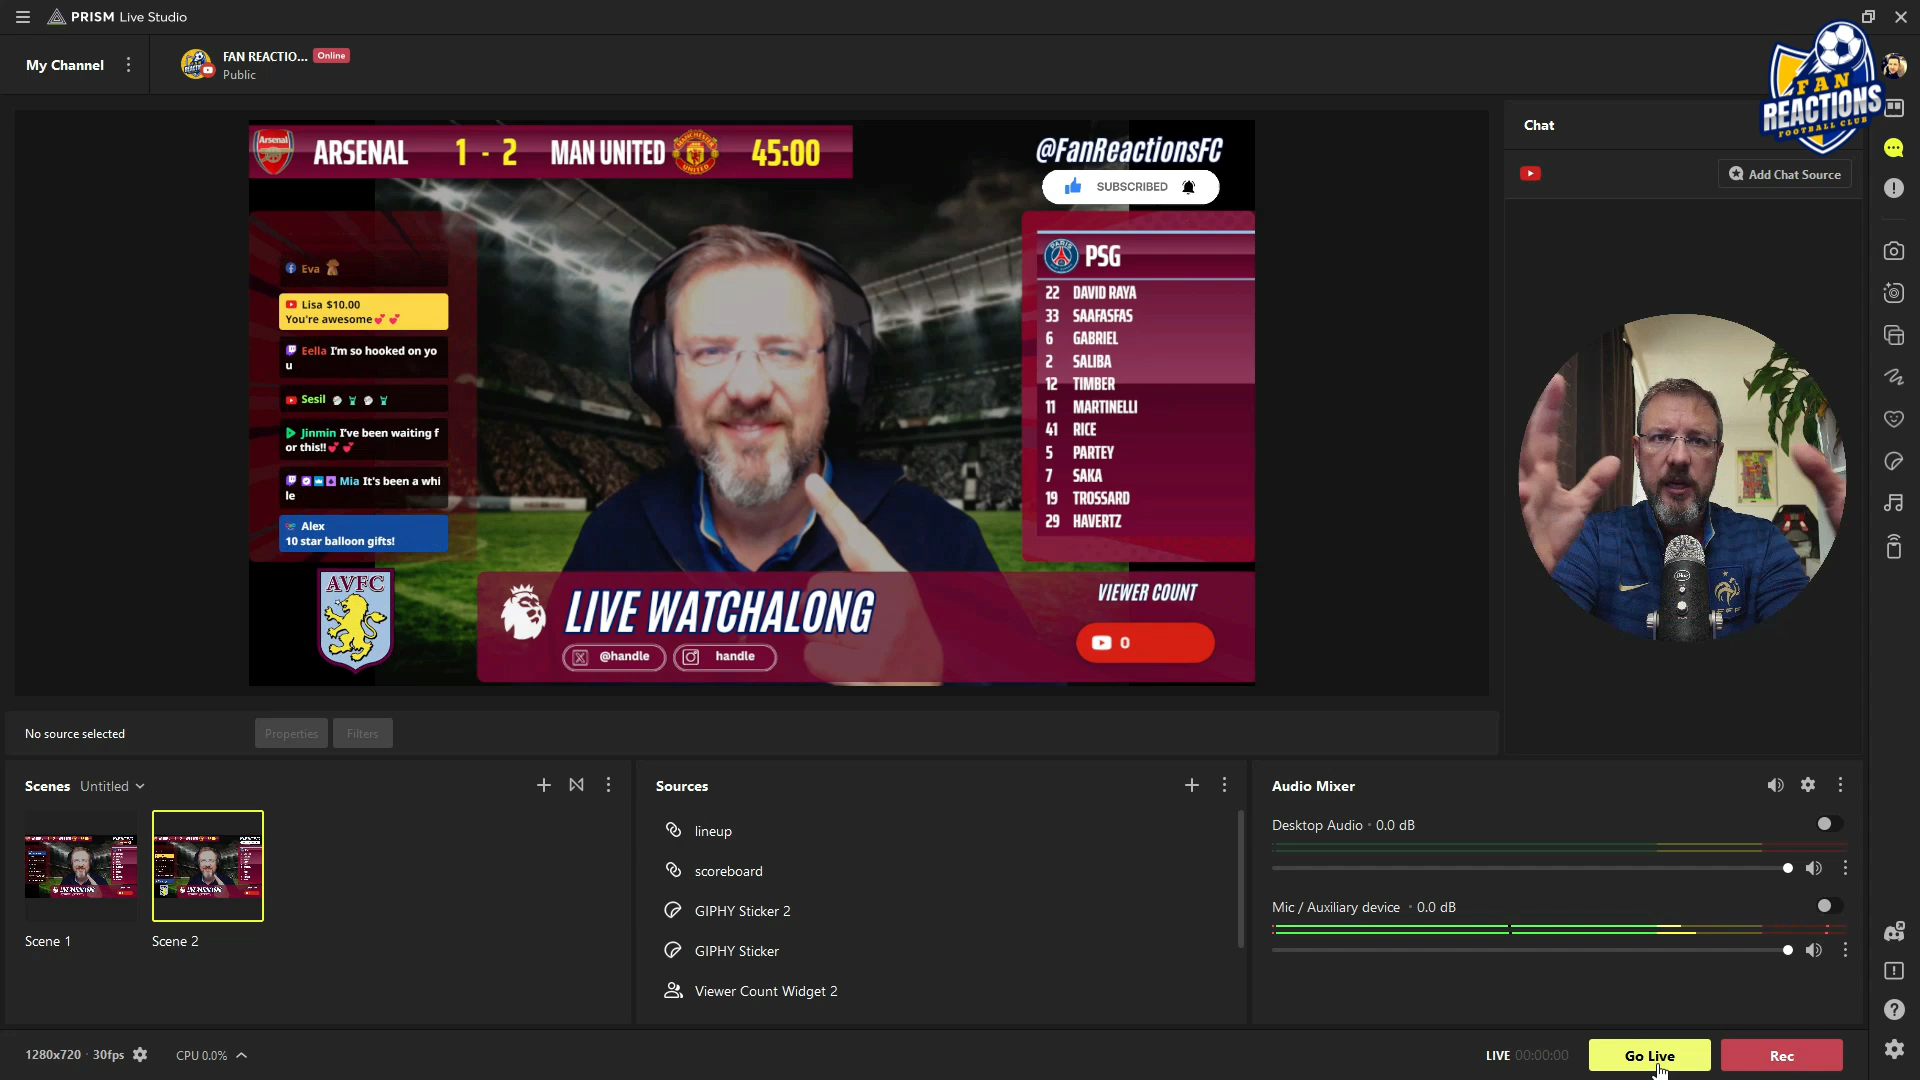 PRISM Live Studio
My Channel
FAN REACTIO... Online
Public
FAN
REACTIONS
FOOTBALL CLUB
Arsenal
ARSENAL 1 - 2 MAN UNITED 45:00
MANCHESTER
UNITED
@FanReactionsFC
SUBSCRIBED
Chat
Add Chat Source
Eva
Lisa $10.00
You're awesome
Eella I'm so hooked on yo
u
Sesil
Jinmin I've been waiting f
or this!!
Mia It's been a whi
le
Alex
10 star balloon gifts!
PARIS
PSG
22 DAVID RAYA
33 SAAFASFAS
6 GABRIEL
2 SALIBA
12 TIMBER
11 MARTINELLI
41 RICE
5 PARTEY
7 SAKA
19 TROSSARD
29 HAVERTZ
AVFC
LIVE WATCHALONG
@handle handle
VIEWER COUNT
0
No source selected Properties Filters
Scenes Untitled
Scene 1
Scene 2
Sources
lineup
scoreboard
GIPHY Sticker 2
GIPHY Sticker
Viewer Count Widget 2
Audio Mixer
Desktop Audio · 0.0 dB
Mic / Auxiliary device · 0.0 dB
1280x720 · 30fps CPU 0.0%
LIVE 00:00:00 Go Live Rec